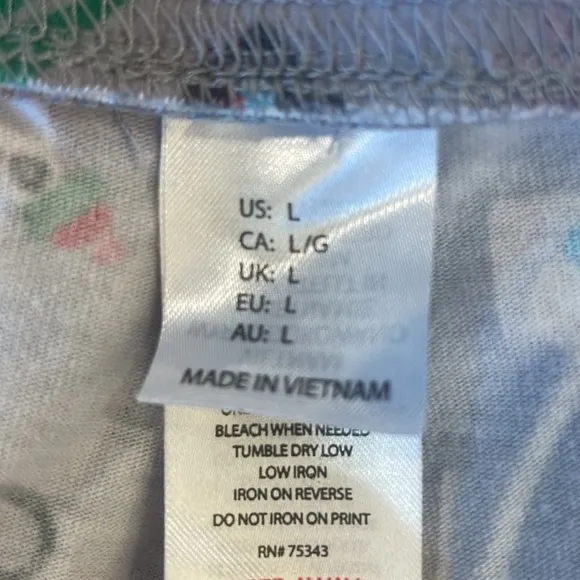 US: L
CA: L/G
UK: L
EU: L
AU: L
MADE IN VIETNAM
BLEACH WHEN NEEDED
TUMBLE DRY LOW
LOW IRON
IRON ON REVERSE
DO NOT IRON ON PRINT
RN# 75343